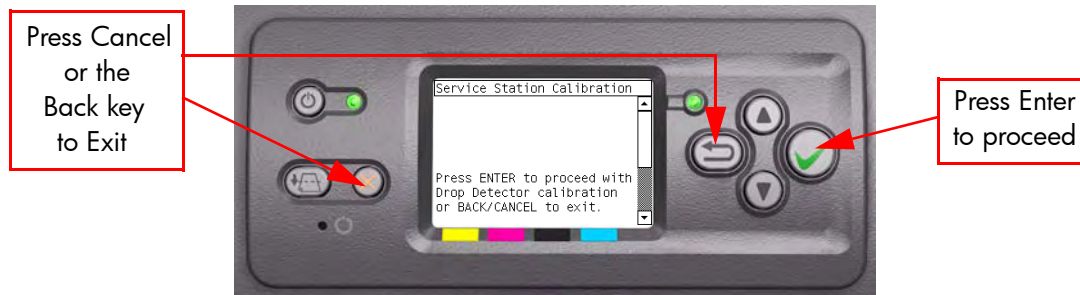 Press Cancel
or the
Back key
to Exit
Service Station Calibration
Press ENTER to proceed with
Drop Detector calibration
or BACK/CANCEL to exit.
Press Enter
to proceed